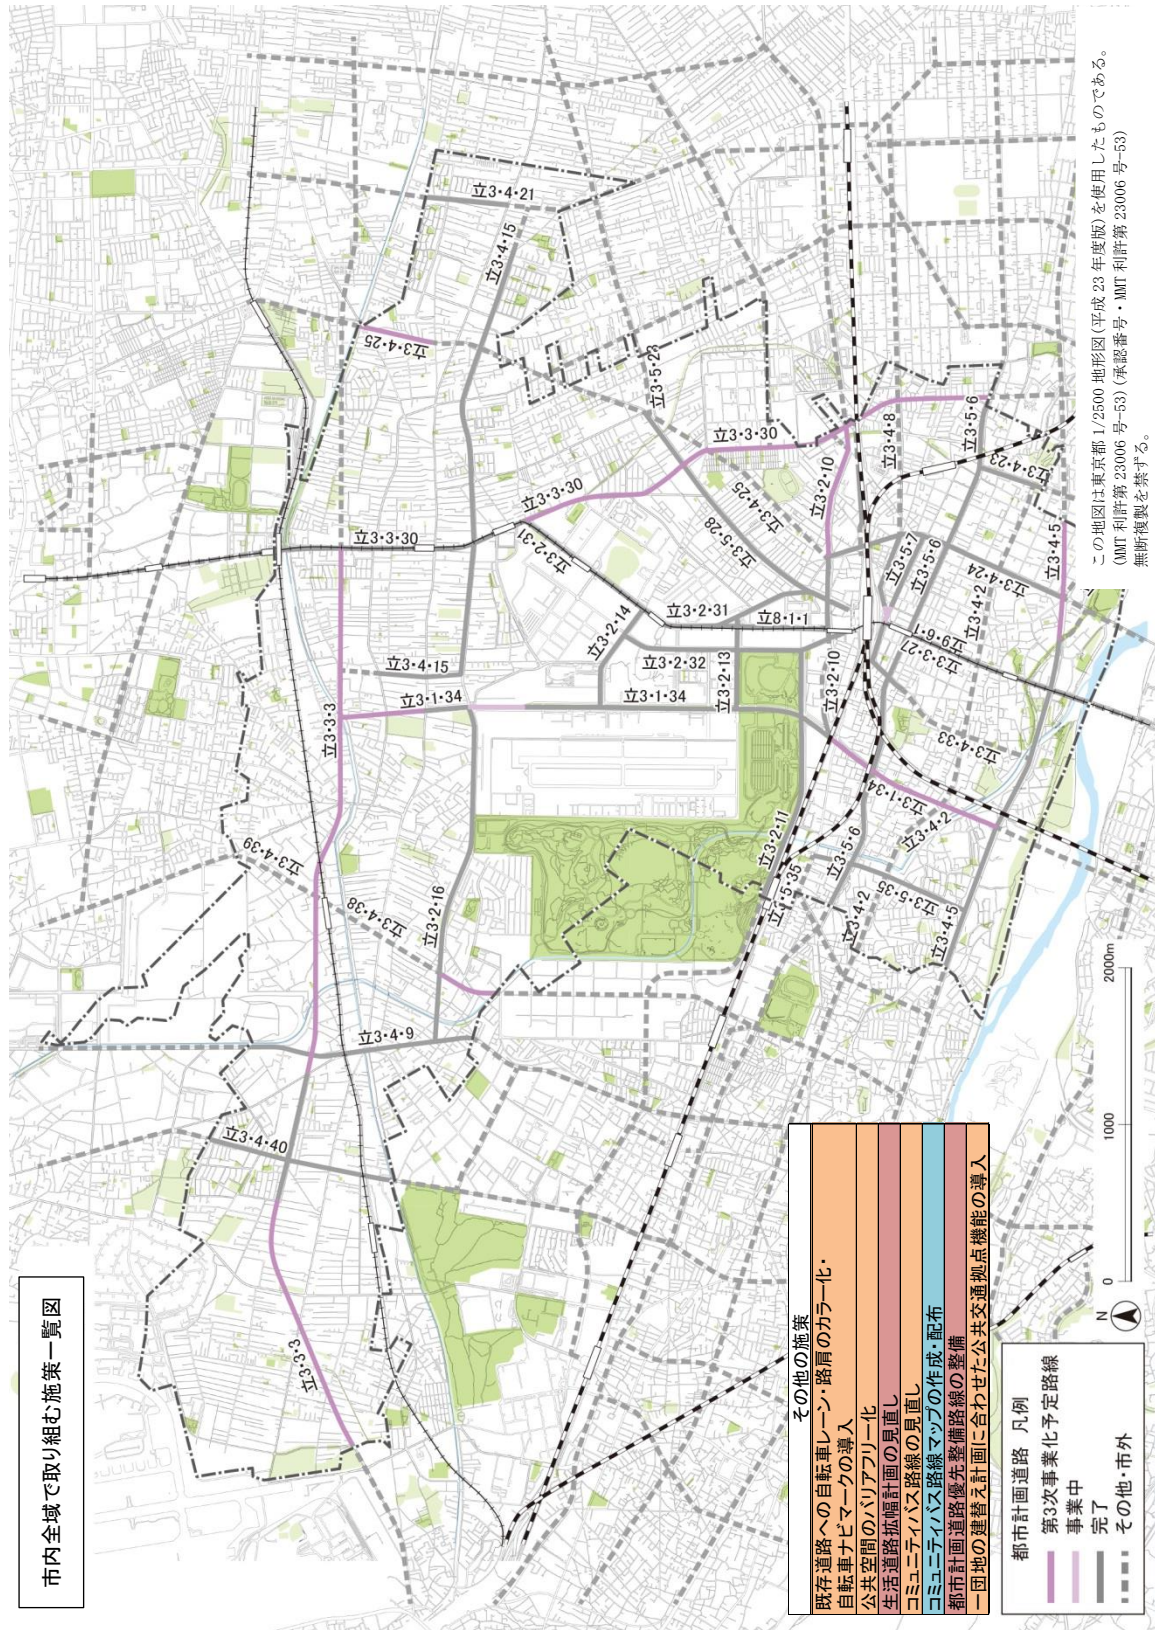 市内全域で取り組む施策一覧図
立3・4・21
立3・4・15
立3・4・25
立3・5・23
立3・3・30
立3・3・30
立3・3・30
立3・2・31
立3・4・25
立3・5・28
立3・2・10
立3・4・8
立3・5・6
立3・4・23
立3・5・7
立3・5・6
立3・4・24
立3・4・5
立3・4・2
立9・6・1
立3・3・27
立3・2・14
立3・2・31
立8・1・1
立3・2・32
立3・2・13
立3・2・10
立3・4・15
立3・1・34
立3・1・34
立3・3・3
立3・4・33
立3・1・34
立3・4・2
立3・2・11
立3・5・6
立3・5・35
立3・5・35
立3・4・2
立3・4・5
立3・4・39
立3・4・38
立3・2・16
立3・4・9
立3・4・40
立3・3・3
その他の施策
既存道路への自転車レーン・路肩のカラー化・
自転車ナビマークの導入
公共空間のバリアフリー化
生活道路拡幅計画の見直し
コミュニティバス路線の見直し
コミュニティバス路線マップの作成・配布
都市計画道路優先整備路線の整備
一団地の建替え計画に合わせた公共交通拠点機能の導入
都市計画道路 凡例
第3次事業化予定路線
事業中
完了
その他・市外
N
0 1000 2000m
この地図は東京都 1/2500 地形図(平成 23 年度版)を使用したものである。
(MMT 利許第 23006 号-53) (承認番号・MMT 利許第 23006 号-53)
無断複製を禁ずる。